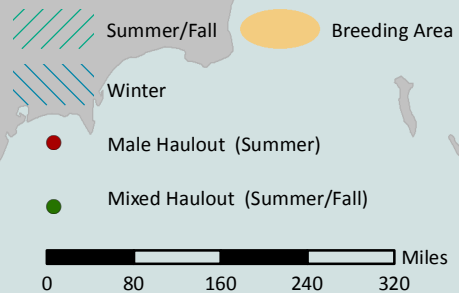 Summer/Fall
Breeding Area
Winter
Male Haulout (Summer)
Mixed Haulout (Summer/Fall)
Miles
0 80 160 240 320